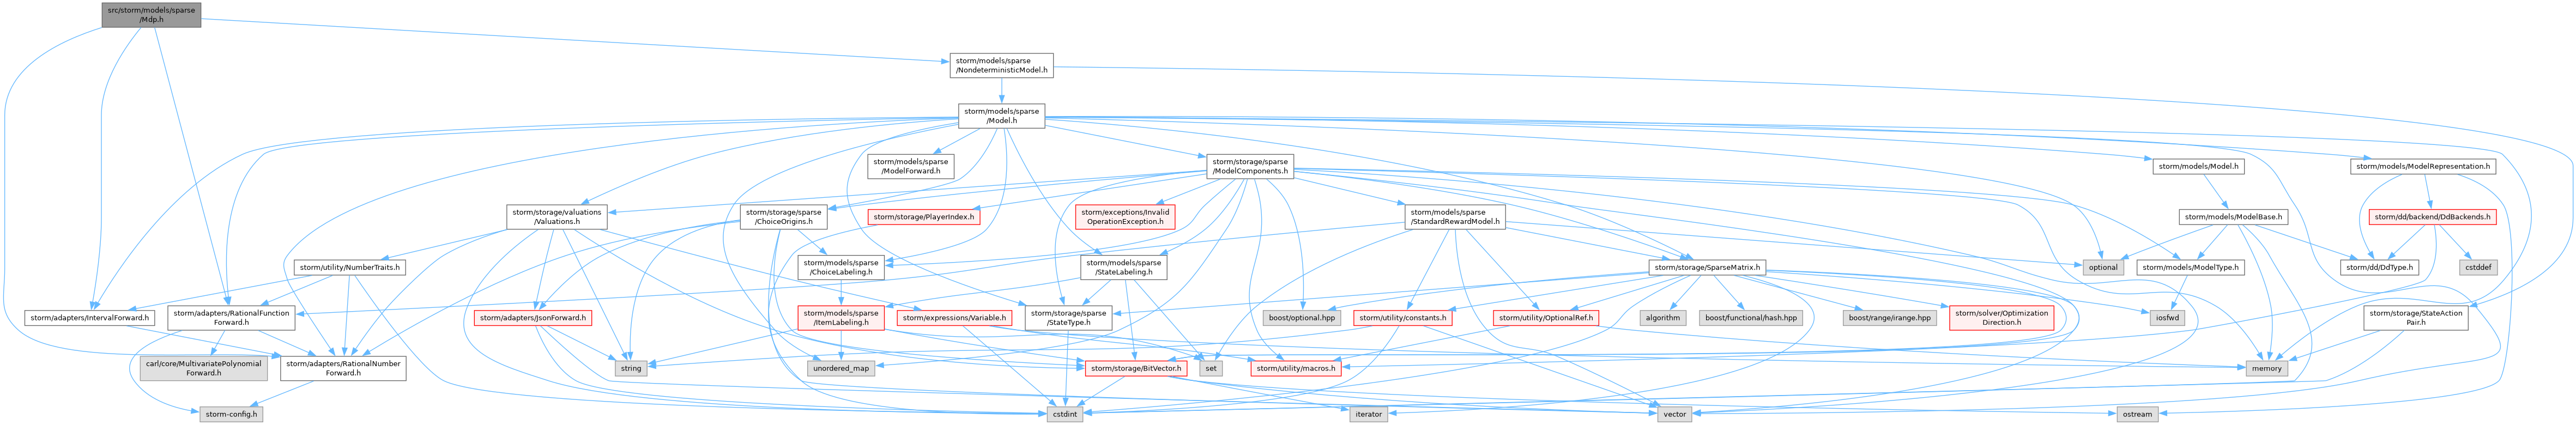 src/storm/models/sparse
/Mdp.h
storm/models/sparse
/NondeterministicModel.h
storm/models/sparse
/Model.h
storm/models/sparse
/ModelForward.h
storm/storage/sparse
/ModelComponents.h
storm/models/Model.h
storm/models/ModelRepresentation.h
storm/storage/valuations
/Valuations.h
storm/storage/sparse
/ChoiceOrigins.h
storm/storage/PlayerIndex.h
storm/exceptions/Invalid
OperationException.h
storm/models/sparse
/StandardRewardModel.h
storm/models/ModelBase.h
storm/dd/backend/DdBackends.h
storm/utility/NumberTraits.h
storm/models/sparse
/ChoiceLabeling.h
storm/models/sparse
/StateLabeling.h
storm/storage/SparseMatrix.h
optional
storm/models/ModelType.h
storm/dd/DdType.h
cstddef
storm/adapters/IntervalForward.h
storm/adapters/RationalFunction
Forward.h
storm/adapters/JsonForward.h
storm/models/sparse
/ItemLabeling.h
storm/expressions/Variable.h
storm/storage/sparse
/StateType.h
boost/optional.hpp
storm/utility/constants.h
storm/utility/OptionalRef.h
algorithm
boost/functional/hash.hpp
boost/range/irange.hpp
storm/solver/Optimization
Direction.h
iosfwd
storm/storage/StateAction
Pair.h
carl/core/MultivariatePolynomial
Forward.h
storm/adapters/RationalNumber
Forward.h
string
unordered_map
storm/storage/BitVector.h
set
storm/utility/macros.h
memory
storm-config.h
cstdint
iterator
vector
ostream